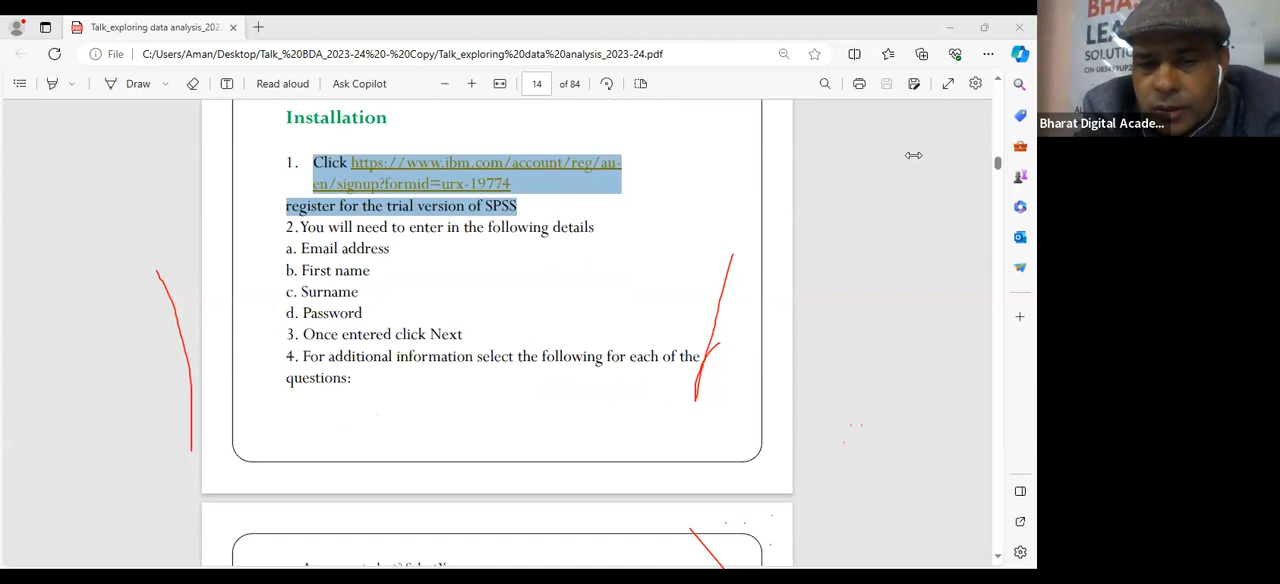 Talk_exploring data analysis_202
File
C:/Users/Aman/Desktop/Talk_%20BDA_2023-24%20-%20Copy/Talk_exploring%20data%20analysis_2023-24.pdf
Draw
Read aloud
Ask Copilot
14
of 84
Installation
1. Click https://www.ibm.com/account/reg/au-
en/signup?formid=urx-19774
register for the trial version of SPSS
2.You will need to enter in the following details
a. Email address
b. First name
c. Surname
d. Password
3. Once entered click Next
4. For additional information select the following for each of the
questions:
BHA
LEA
SOLUTIO
Bharat Digital Acade...